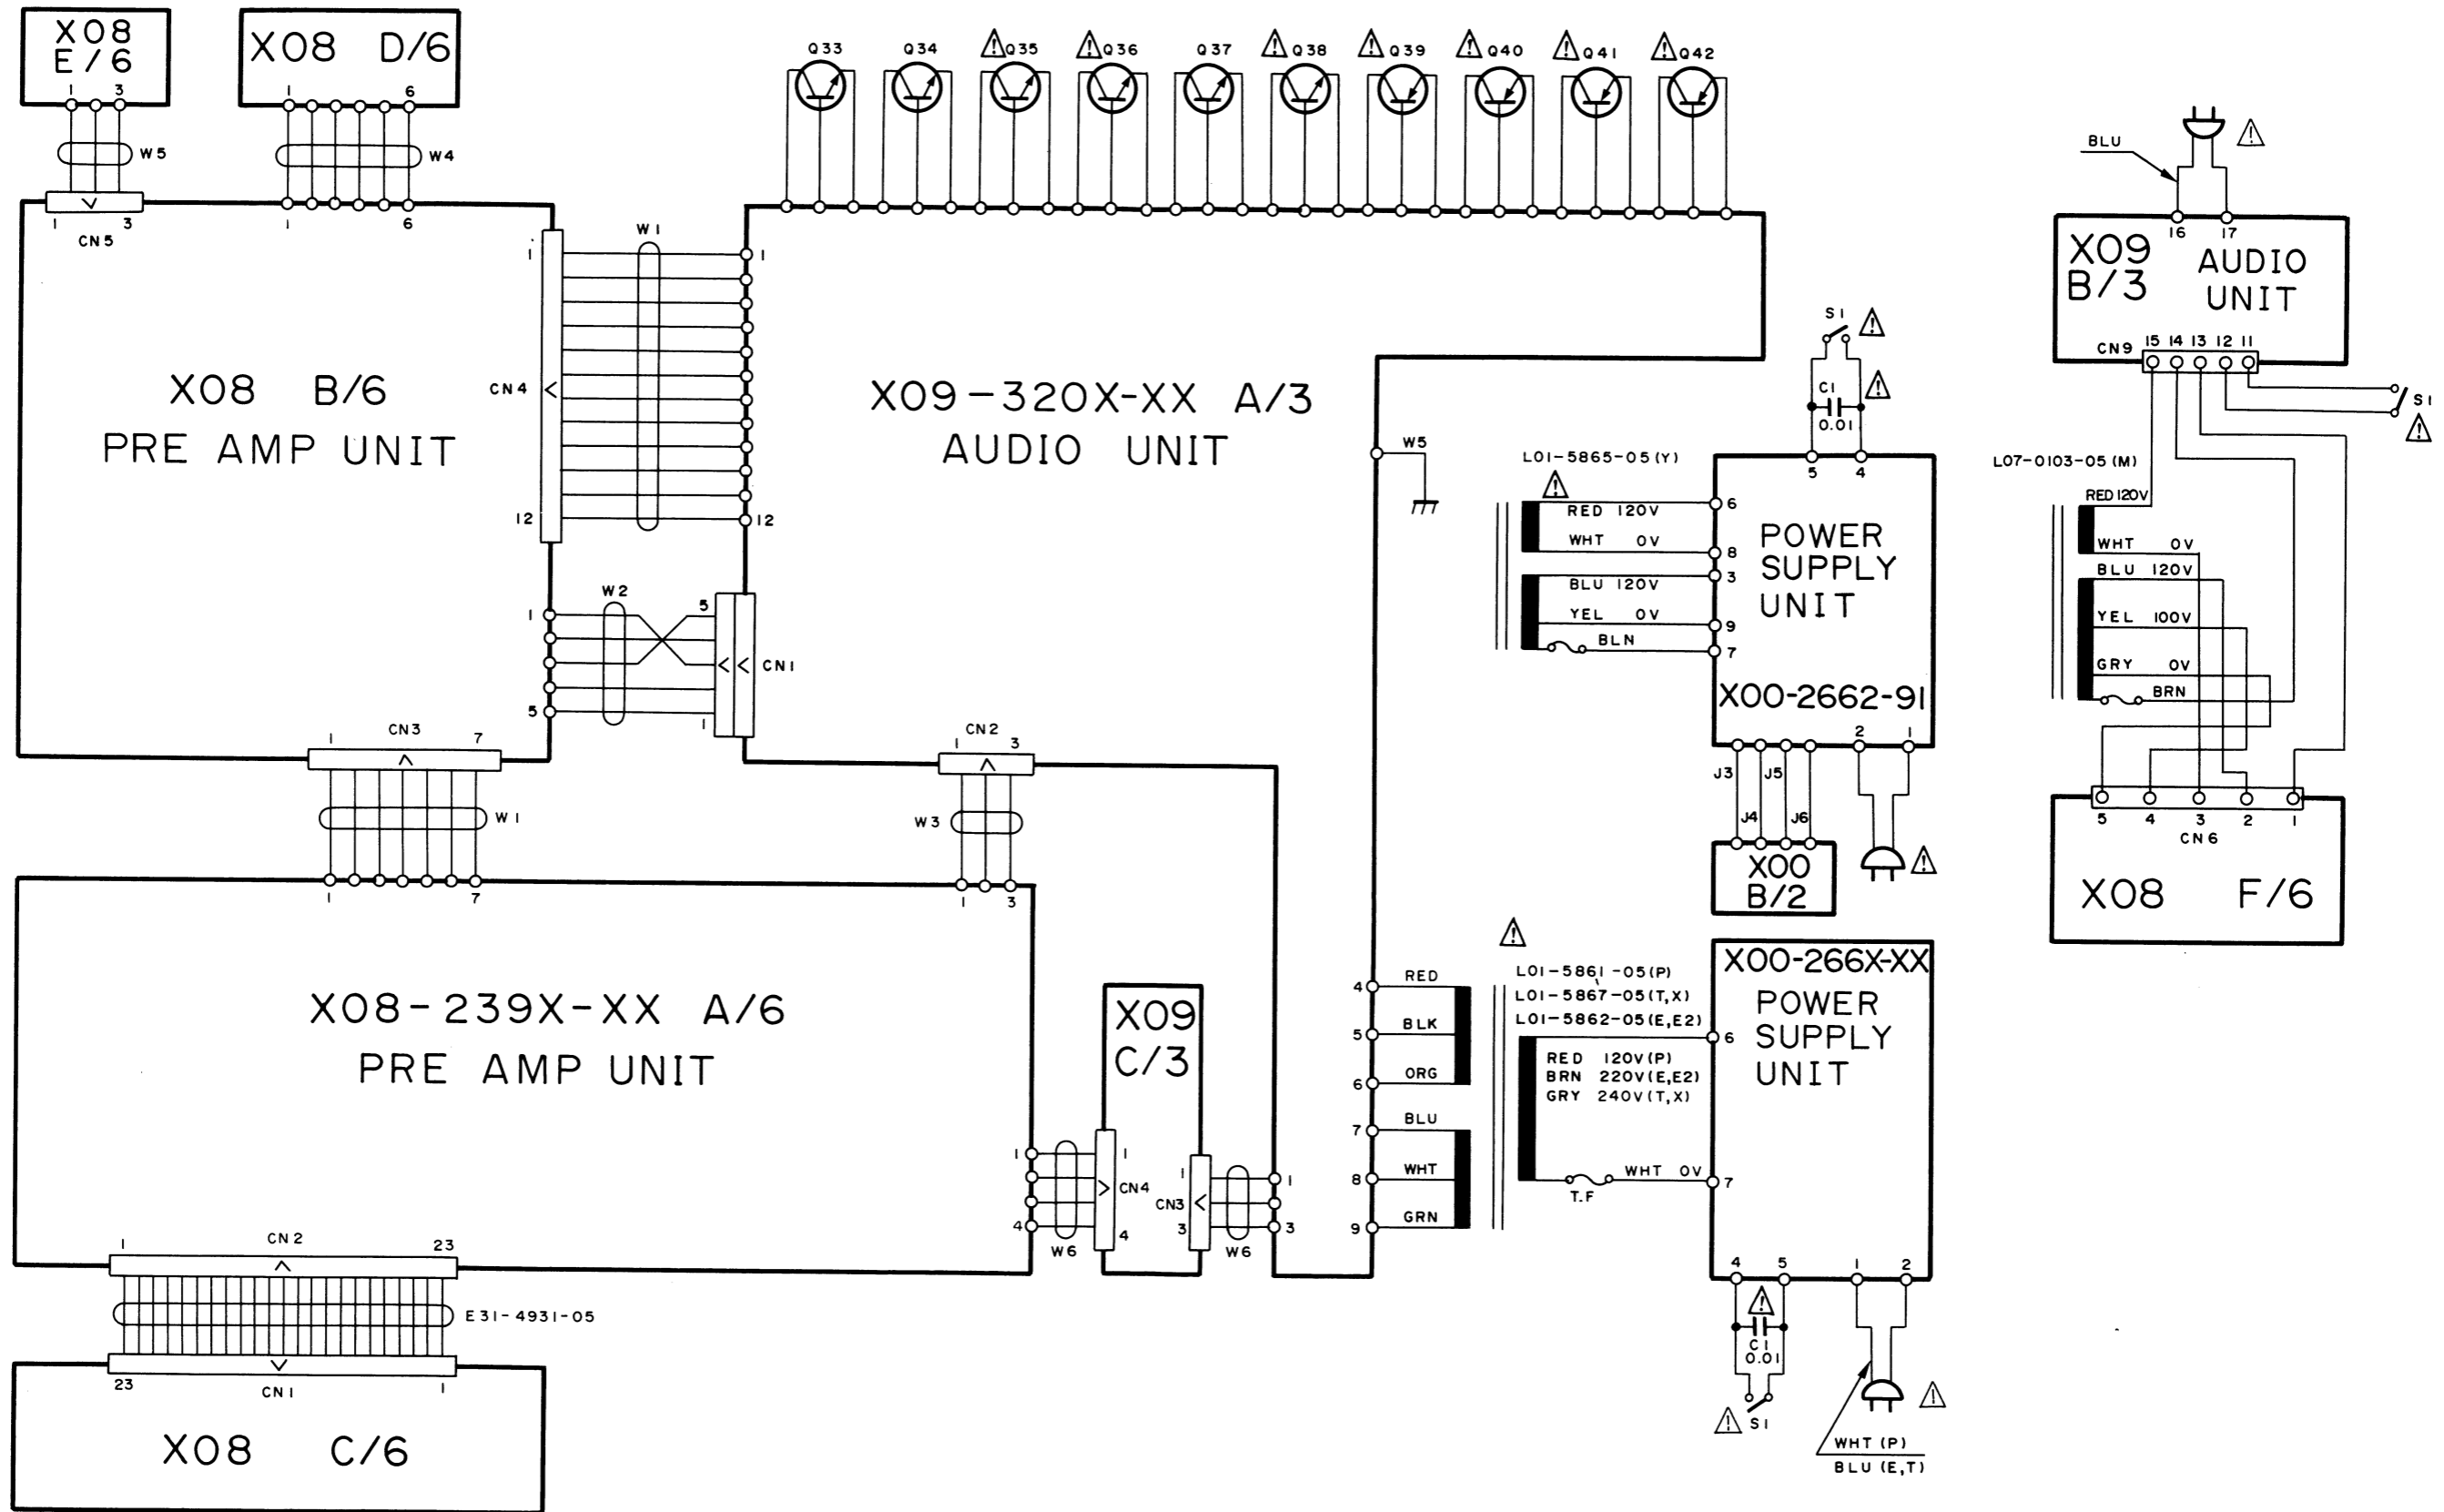 X08
E/6
1 3
W5
1 3
CN5
X08 D/6
1 6
W4
1 6
Q33
Q34
Q35
Q36
Q37
Q38
Q39
Q40
Q41
Q42
X08 B/6
PRE AMP UNIT
W1
1 1
CN4
12 12
W2
1 5
5 1
CN1
CN3
1 7
W1
1 7
X09-320X-XX A/3
AUDIO UNIT
CN2
1 3
W3
1 3
W5
X08-239X-XX A/6
PRE AMP UNIT
1 1
CN4
4 4
W6
X09
C/3
1 1
CN3
3 3
W6
CN2
1 23
E31-4931-05
23 1
CN1
X08 C/6
4 RED
5 BLK
6 ORG
7 BLU
8 WHT
9 GRN
S1
C1
0.01
5 4
L01-5865-05(Y)
RED 120V 6
WHT 0V 8
BLU 120V 3
YEL 0V 9
BLN 7
POWER
SUPPLY
UNIT
X00-2662-91
2 1
J3 J5
J4 J6
X00
B/2
L01-5861-05(P)
L01-5867-05(T,X)
L01-5862-05(E,E2)
6
RED 120V(P)
BRN 220V(E,E2)
GRY 240V(T,X)
WHT 0V 7
T.F
X00-266X-XX
POWER
SUPPLY
UNIT
4 5 1 2
C1
0.01
S1
WHT (P)
BLU (E,T)
BLU
16 17
X09
B/3
AUDIO
UNIT
CN9 15 14 13 12 11
S1
L07-0103-05(M)
RED 120V
WHT 0V
BLU 120V
YEL 100V
GRY 0V
BRN
5 4 3 2 1
CN6
X08 F/6